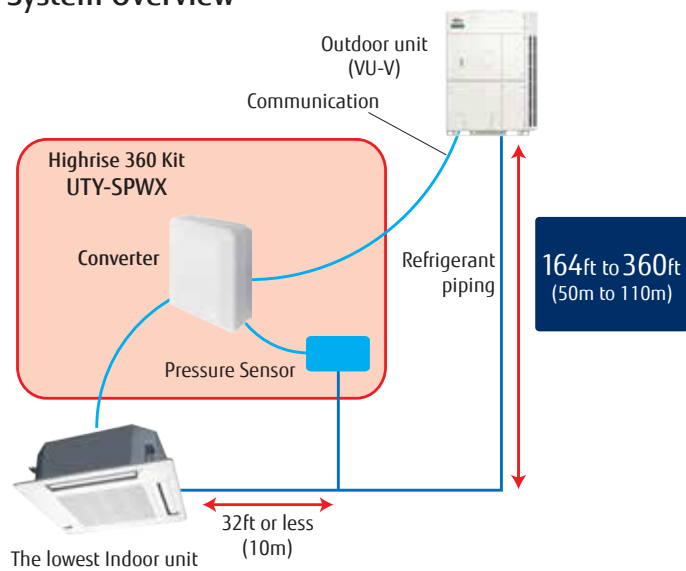 System Overview
Outdoor unit
(VU-V)
Communication
Highrise 360 Kit
UTY-SPWX
Converter
Refrigerant
piping
164ft to 360ft
(50m to 110m)
Pressure Sensor
32ft or less
(10m)
The lowest Indoor unit